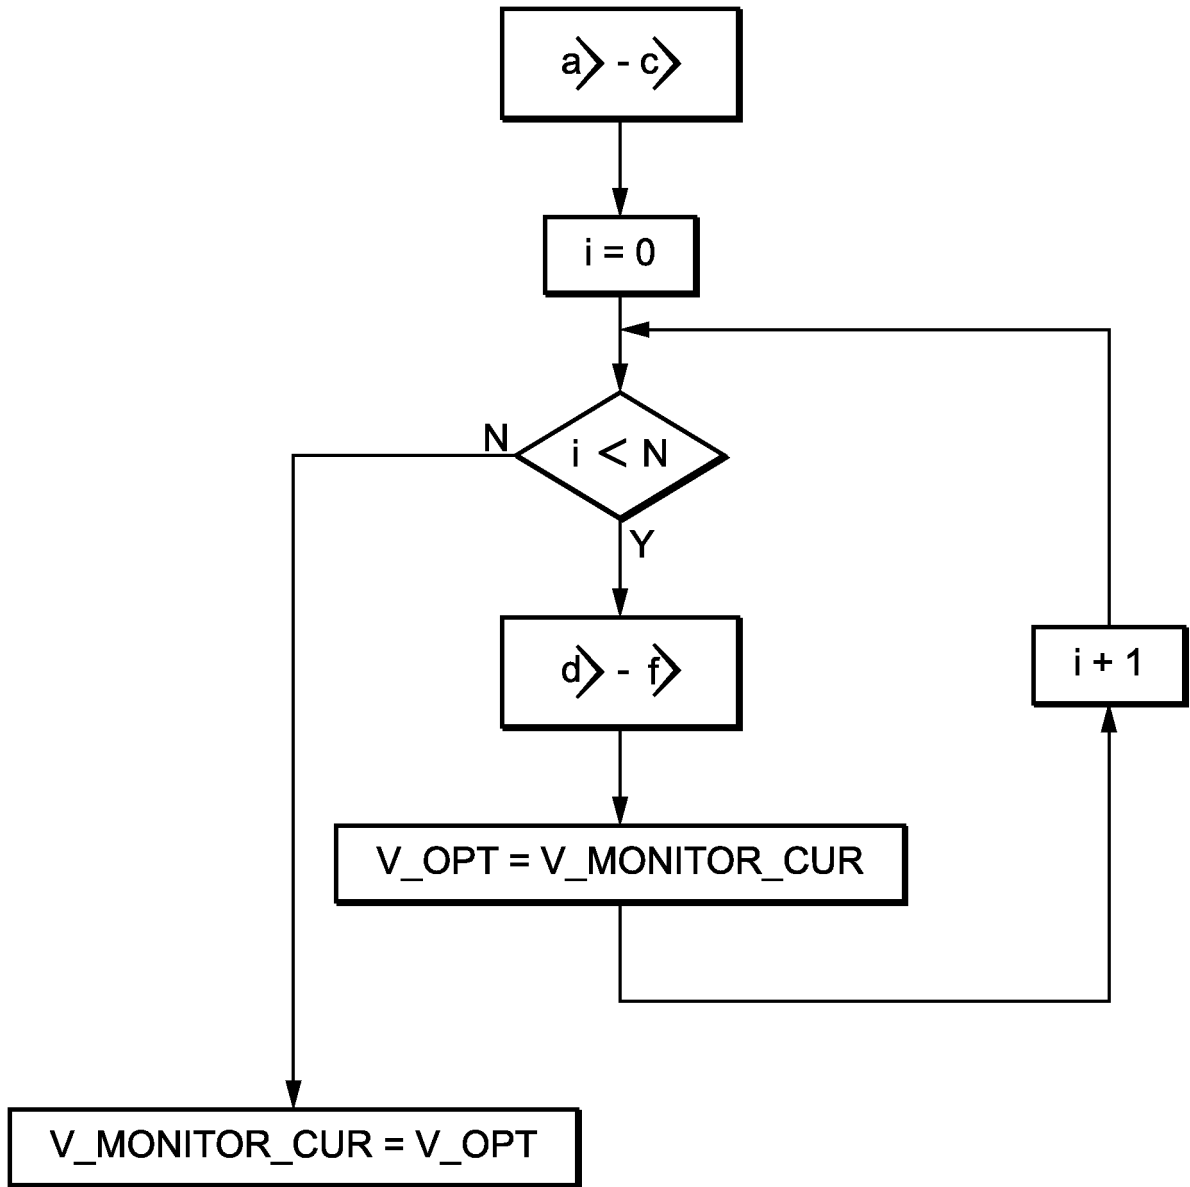 a> - c>
i = 0
i < N
N
Y
d> - f>
i + 1
V_OPT = V_MONITOR_CUR
V_MONITOR_CUR = V_OPT